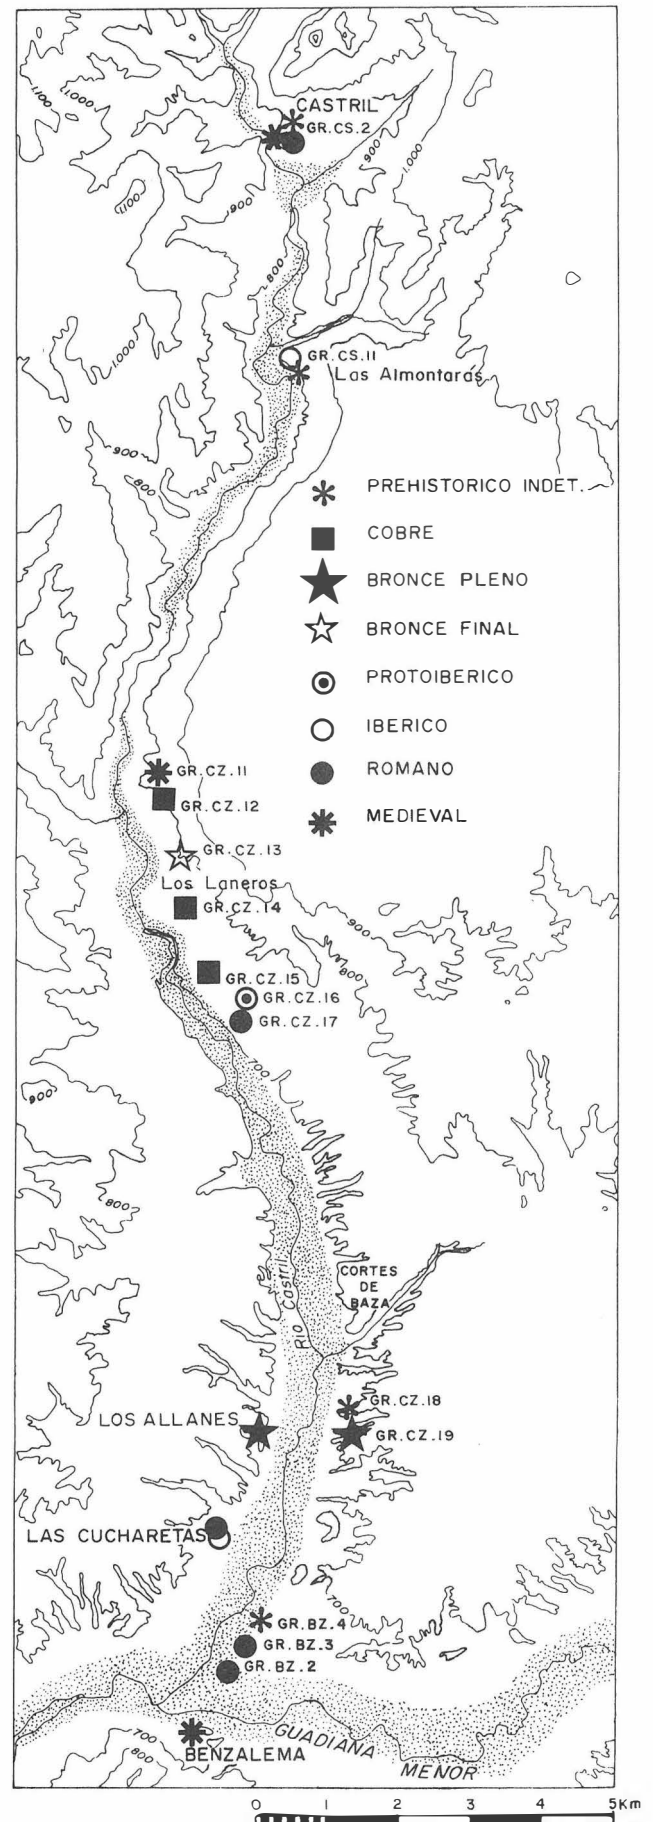 1.100
1.000
CASTRIL
GR.CS.2
900
1.000
1.100
900
800
1.000
GR.CS.11
Las Almontarás
900
800
PREHISTORICO INDET.
COBRE
BRONCE PLENO
BRONCE FINAL
PROTOIBERICO
IBERICO
ROMANO
MEDIEVAL
GR.CZ.11
GR.CZ.12
GR.CZ.13
Los Laneros
GR.CZ.14
900
800
GR.CZ.15
GR.CZ.16
GR.CZ.17
700
900
800
Rio Castril
CORTES
DE
BAZA
GR.CZ.18
LOS ALLANES
GR.CZ.19
LAS CUCHARETAS
700
GR.BZ.4
GR.BZ.3
GR.BZ.2
GUADIANA
MENOR
700
800
BENZALEMA
0 1 2 3 4 5Km